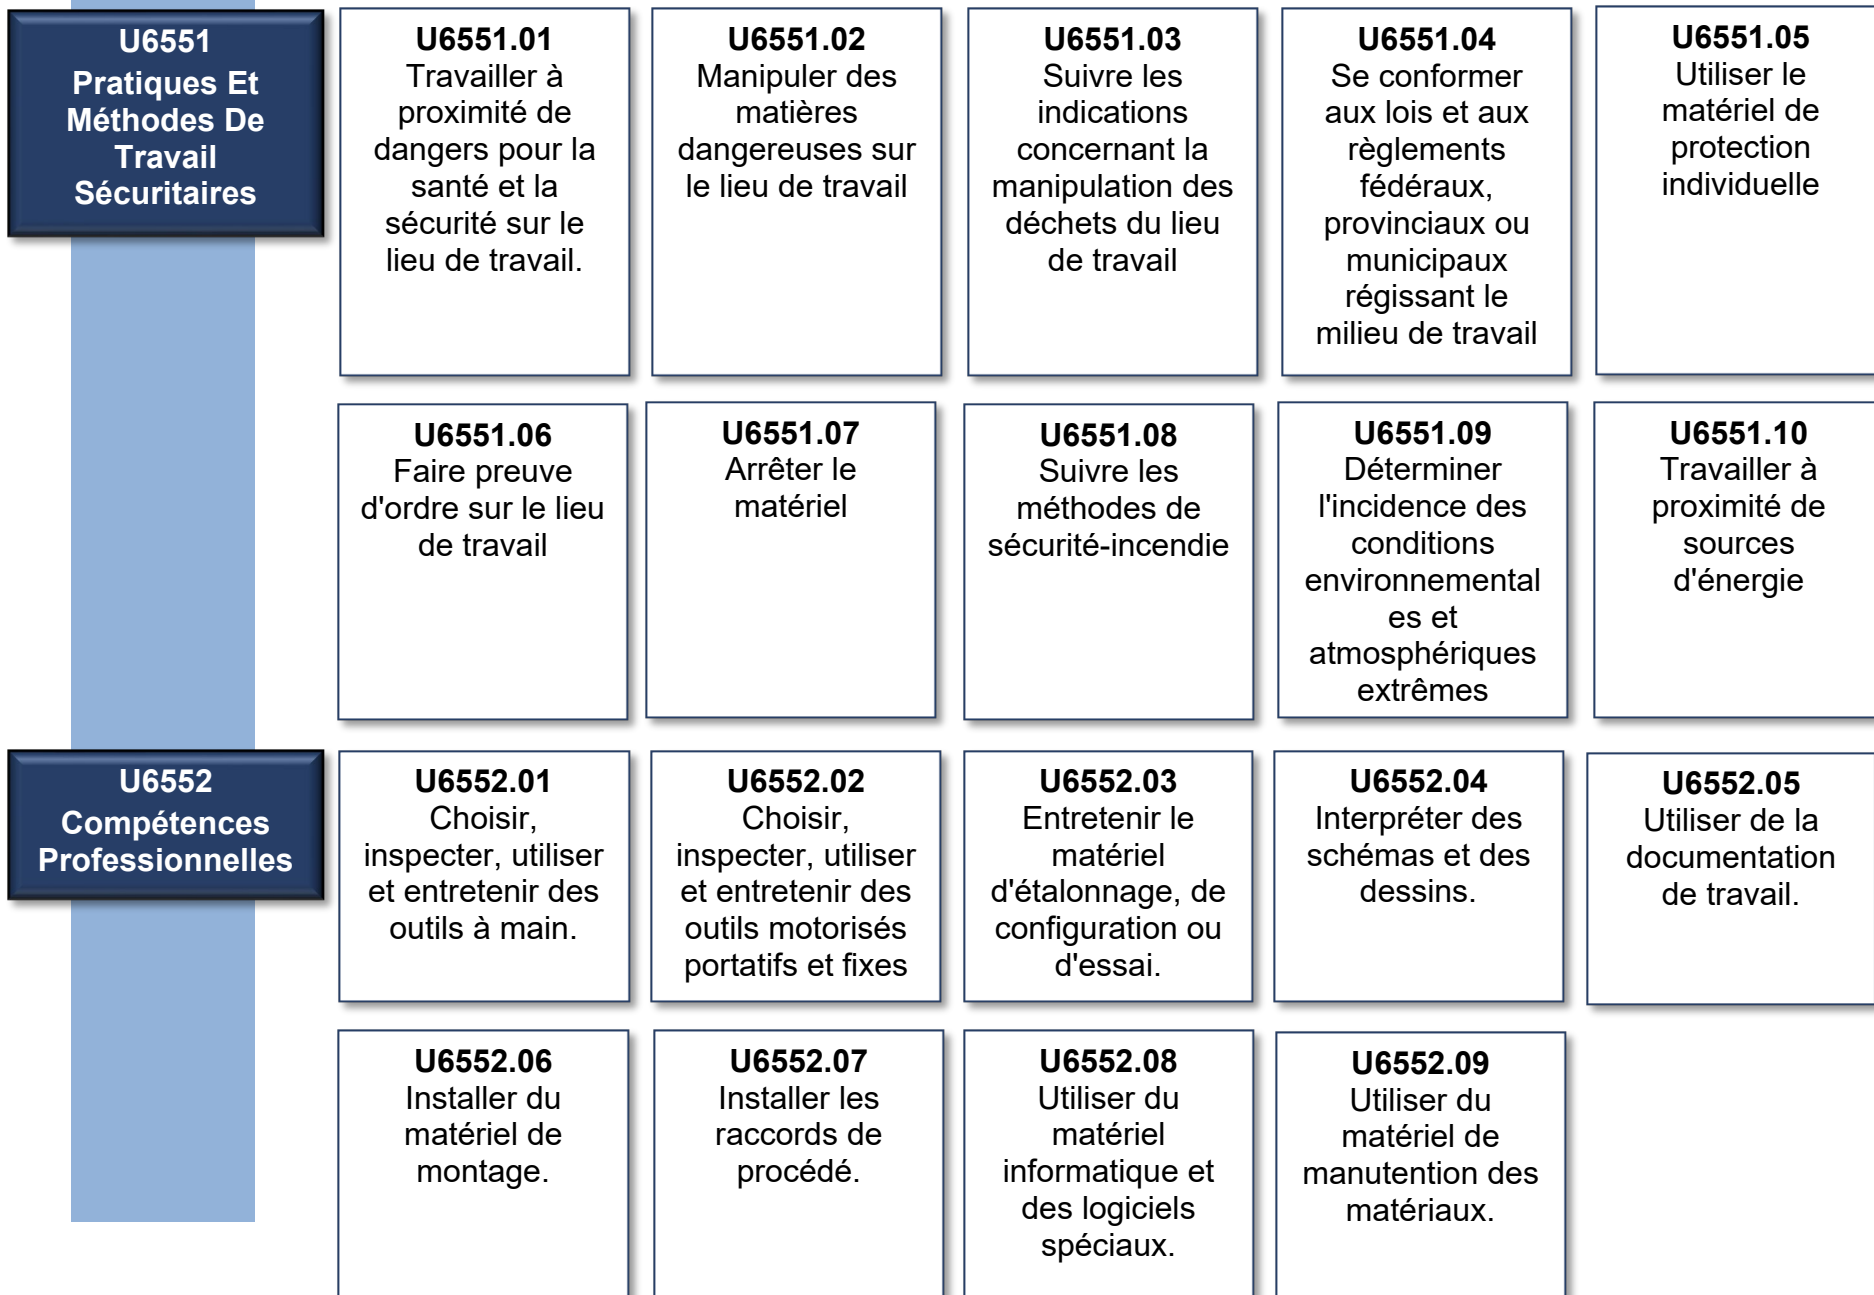 U6551
Pratiques Et
Méthodes De
Travail
Sécuritaires
U6551.01
Travailler à
proximité de
dangers pour la
santé et la
sécurité sur le
lieu de travail.
U6551.02
Manipuler des
matières
dangereuses sur
le lieu de travail
U6551.03
Suivre les
indications
concernant la
manipulation des
déchets du lieu
de travail
U6551.04
Se conformer
aux lois et aux
règlements
fédéraux,
provinciaux ou
municipaux
régissant le
milieu de travail
U6551.05
Utiliser le
matériel de
protection
individuelle
U6551.06
Faire preuve
d'ordre sur le lieu
de travail
U6551.07
Arrêter le
matériel
U6551.08
Suivre les
méthodes de
sécurité-incendie
U6551.09
Déterminer
l'incidence des
conditions
environnemental
es et
atmosphériques
extrêmes
U6551.10
Travailler à
proximité de
sources
d'énergie
U6552
Compétences
Professionnelles
U6552.01
Choisir,
inspecter, utiliser
et entretenir des
outils à main.
U6552.02
Choisir,
inspecter, utiliser
et entretenir des
outils motorisés
portatifs et fixes
U6552.03
Entretenir le
matériel
d'étalonnage, de
configuration ou
d'essai.
U6552.04
Interpréter des
schémas et des
dessins.
U6552.05
Utiliser de la
documentation
de travail.
U6552.06
Installer du
matériel de
montage.
U6552.07
Installer les
raccords de
procédé.
U6552.08
Utiliser du
matériel
informatique et
des logiciels
spéciaux.
U6552.09
Utiliser du
matériel de
manutention des
matériaux.